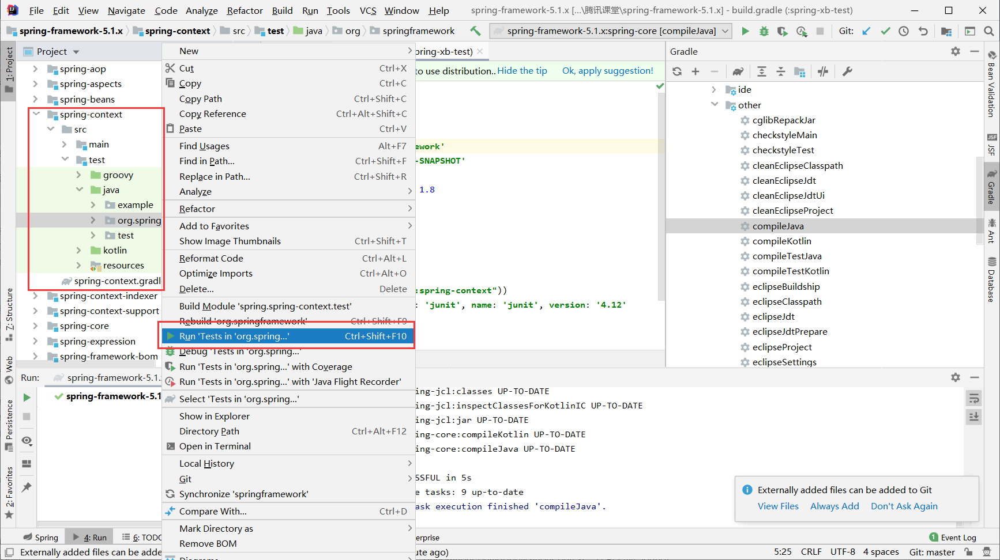 File Edit View Navigate Code Analyze Refactor Build Run Tools VCS Window Help spring-framework-5.1.x [...\腾讯课堂\spring-framework-5.1.x] - build.gradle (:spring-xb-test)
spring-framework-5.1.x spring-context src test java org springframework spring-framework-5.1.x:spring-core [compileJava] Git:
1: Project
7: Structure
Web
Persistence
2: Favorites
Project
spring-aop
spring-aspects
spring-beans
spring-context
src
main
test
groovy
java
example
org.spring
test
kotlin
resources
spring-context.gradl
spring-context-indexer
spring-context-support
spring-core
spring-expression
spring-framework-bom
New
Cut Ctrl+X
Copy Ctrl+C
Copy Path Ctrl+Shift+C
Copy Reference Ctrl+Alt+Shift+C
Paste Ctrl+V
Find Usages Alt+F7
Find in Path... Ctrl+Shift+F
Replace in Path... Ctrl+Shift+R
Analyze
Refactor
Add to Favorites
Show Image Thumbnails Ctrl+Shift+T
Reformat Code Ctrl+Alt+L
Optimize Imports Ctrl+Alt+O
Delete... Delete
Build Module 'spring.spring-context.test'
Rebuild 'org.springframework' Ctrl+Shift+F9
Run 'Tests in 'org.spring...' Ctrl+Shift+F10
Debug 'Tests in 'org.spring...'
Run 'Tests in 'org.spring...' with Coverage
Run 'Tests in 'org.spring...' with 'Java Flight Recorder'
Select 'Tests in 'org.spring...'
Show in Explorer
Directory Path Ctrl+Alt+F12
Open in Terminal
Local History
Git
Synchronize 'springframework'
Compare With... Ctrl+D
Mark Directory as
Remove BOM
Diagrams
pring-xb-test)
to use distribution.. Hide the tip Ok, apply suggestion!
ework'
-SNAPSHOT'
1.8
:spring-context"))
: 'junit', name: 'junit', version: '4.12'
Gradle
ide
other
cglibRepackJar
checkstyleMain
checkstyleTest
cleanEclipseClasspath
cleanEclipseJdt
cleanEclipseJdtUi
cleanEclipseProject
compileJava
compileKotlin
compileTestJava
compileTestKotlin
eclipseBuildship
eclipseClasspath
eclipseJdt
eclipseJdtPrepare
eclipseProject
eclipseSettings
Bean Validation
JSF
JSF
Gradle
Ant
Database
Run: spring-framework-5.1.
spring-framework-5.1
ing-jcl:classes UP-TO-DATE
ing-jcl:inspectClassesForKotlinIC UP-TO-DATE
ing-jcl:jar UP-TO-DATE
ing-core:compileKotlin UP-TO-DATE
ing-core:compileJava UP-TO-DATE
SSFUL in 5s
e tasks: 9 up-to-date
ask execution finished 'compileJava'.
Externally added files can be added to Git
View Files Always Add Don't Ask Again
Spring 4: Run 6: TODO erprise 1 Event Log
Externally added files can be adde ute ago) 5:25 CRLF UTF-8 4 spaces Git: master